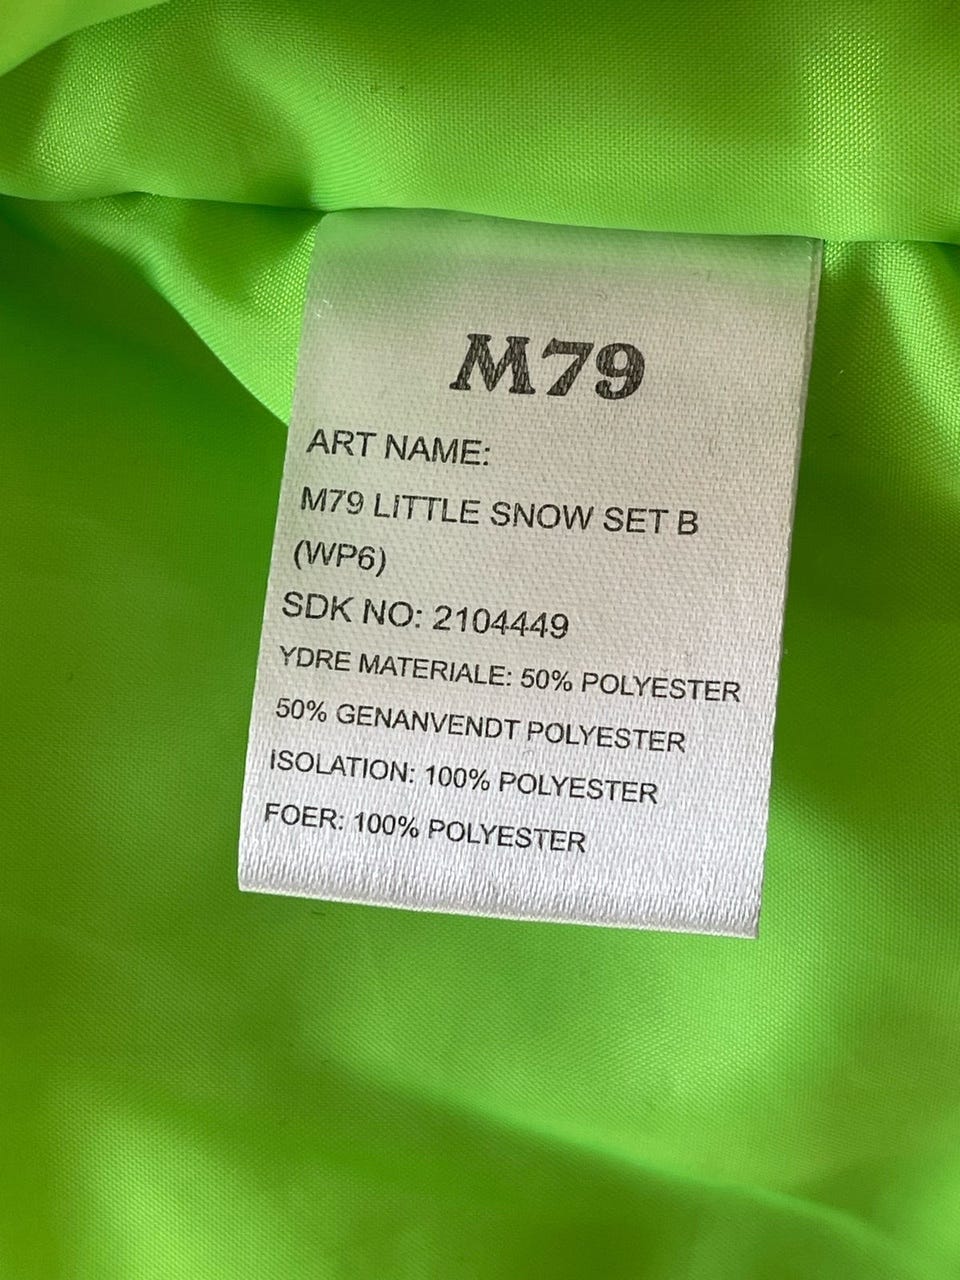 M79
ART NAME:
M79 LITTLE SNOW SET B
(WP6)
SDK NO: 2104449
YDRE MATERIALE: 50% POLYESTER
50% GENANVENDT POLYESTER
ISOLATION: 100% POLYESTER
FOER: 100% POLYESTER